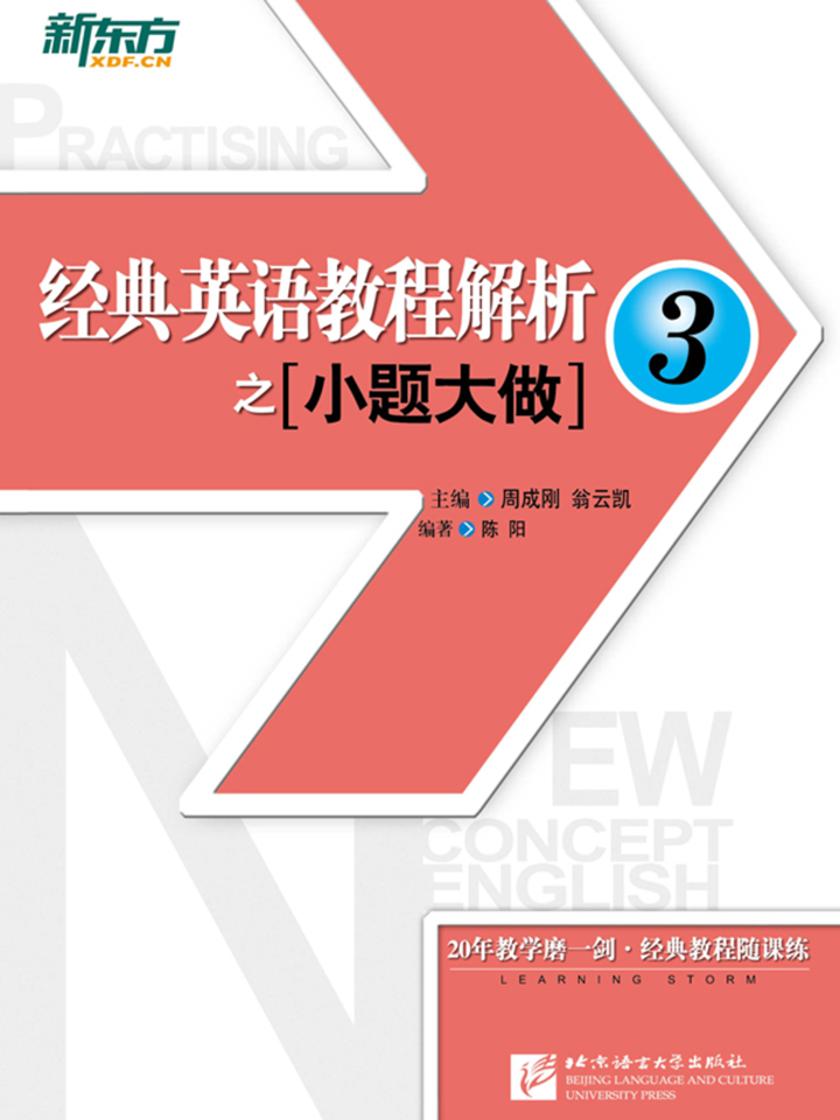 新东方
XDF.CN
PRACTISING
经典英语教程解析
3
之[小题大做]
主编 周成刚 翁云凯
编著 陈 阳
NEW
CONCEPT
ENGLISH
20年教学磨一剑·经典教程随课练
LEARNING STORM
北京语言大学出版社
BEIJING LANGUAGE AND CULTURE
UNIVERSITY PRESS